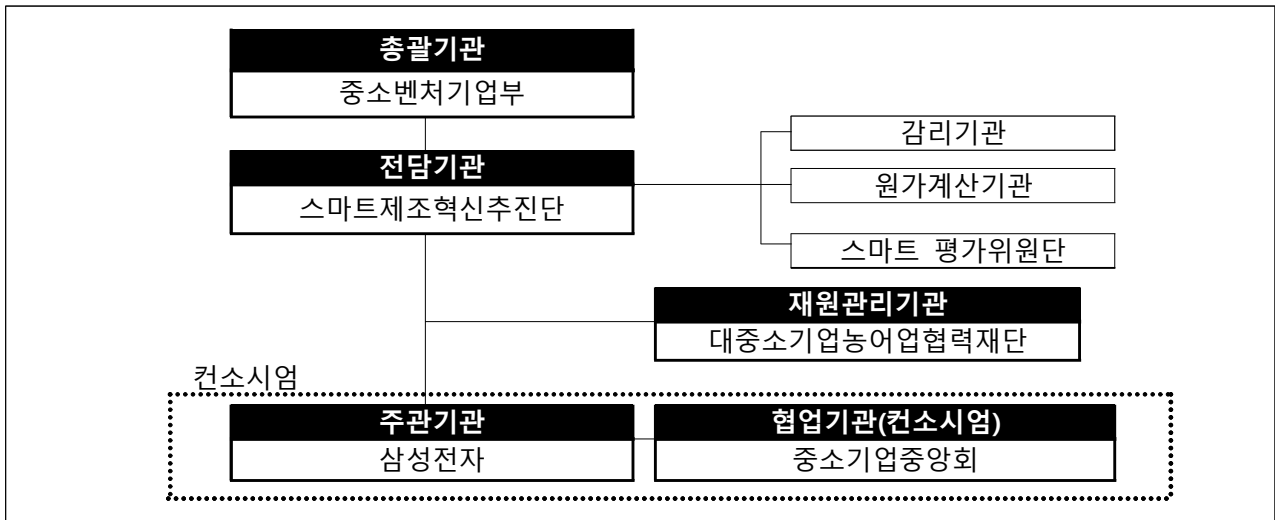 총괄기관
중소벤처기업부
전담기관
스마트제조혁신추진단
감리기관
원가계산기관
스마트 평가위원단
재원관리기관
대중소기업농어업협력재단
컨소시엄
주관기관
삼성전자
협업기관(컨소시엄)
중소기업중앙회